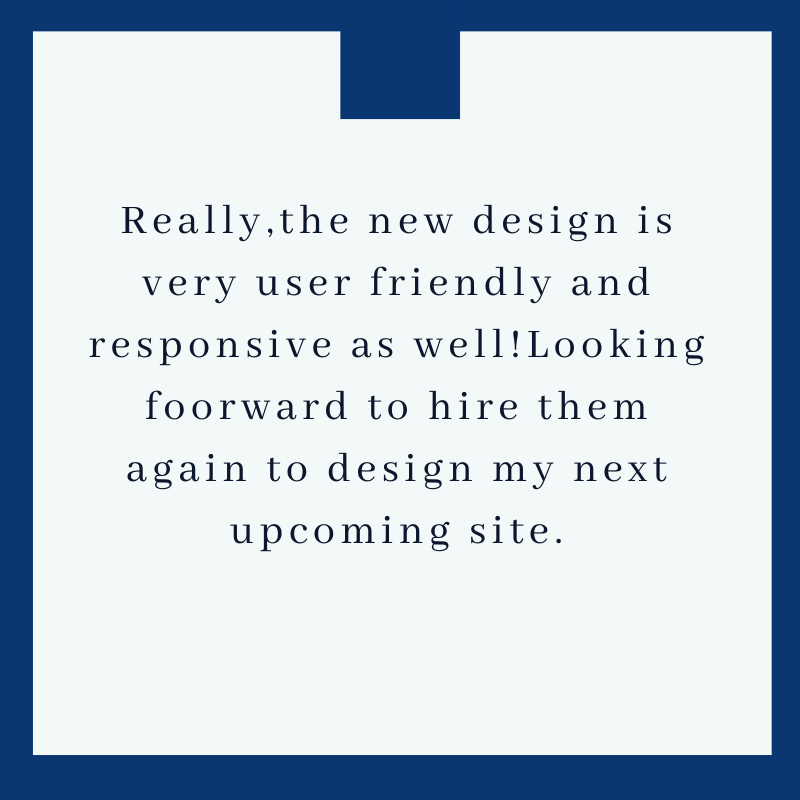 Really,the new design is
very user friendly and
responsive as well!Looking
foorward to hire them
again to design my next
upcoming site.